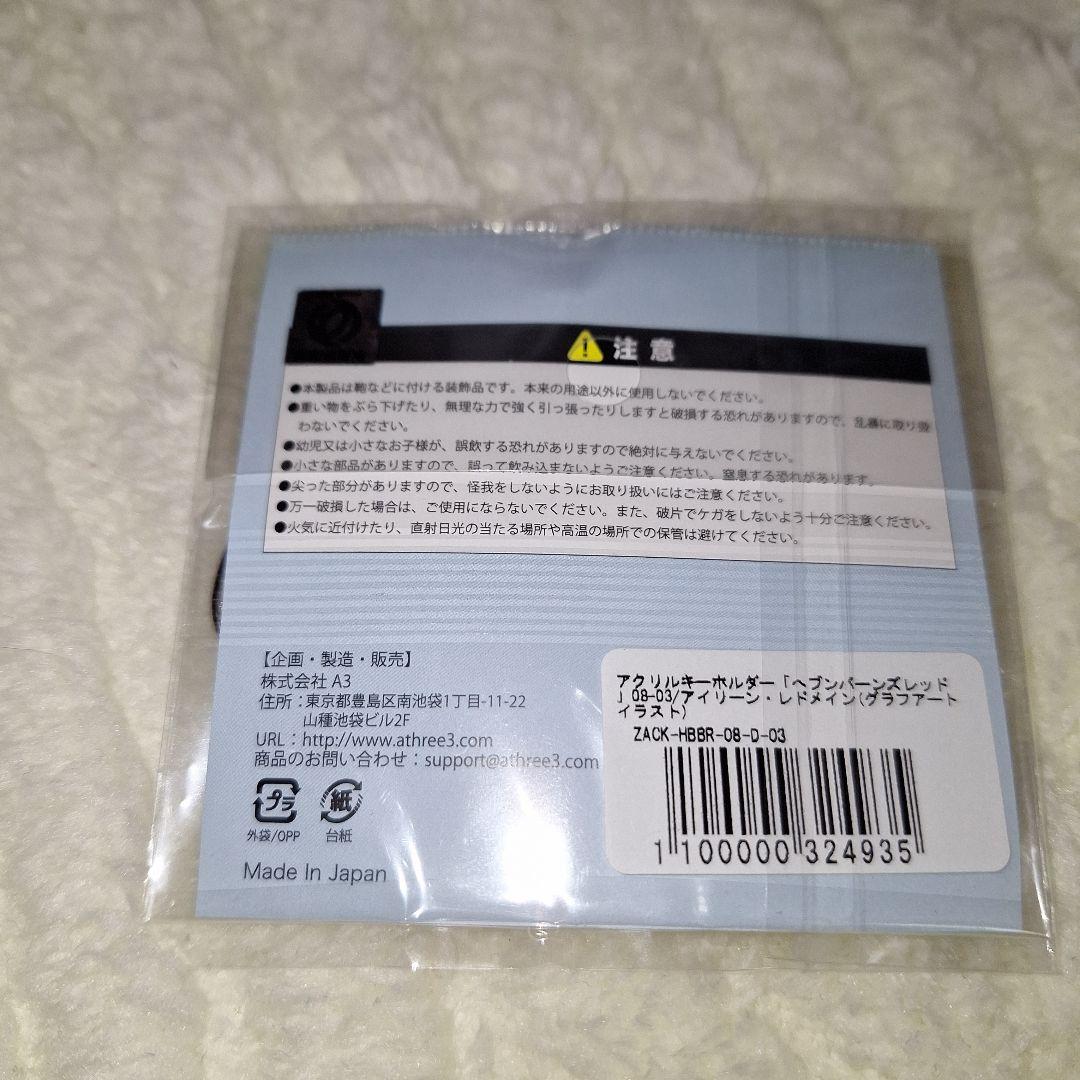 注意
●本製品は鞄などに付ける装飾品です。本来の用途以外に使用しないでください。
●重い物をぶら下げたり、無理な力で強く引っ張ったりしますと破損する恐れがありますので、乱暴に取り扱
わないでください。
●幼児又は小さなお子様が、誤飲する恐れがありますので絶対に与えないでください。
●小さな部品がありますので、誤って飲み込まないようご注意ください。窒息する恐れがあります。
●尖った部分がありますので、怪我をしないようにお取り扱いにはご注意ください。
●万一破損した場合は、ご使用にならないでください。また、破片でケガをしないよう十分ご注意ください。
●火気に近付けたり、直射日光の当たる場所や高温の場所での保管は避けてください。
【企画・製造・販売】
株式会社 A3
住所：東京都豊島区南池袋1丁目-11-22
山種池袋ビル2F
URL：http://www.athree3.com
商品のお問い合わせ：support@athree3.com
プラ 紙
外袋/OPP 台紙
Made In Japan
アクリルキーホルダー「ヘブンバーンズレッド
」08-03/アイリーン・レドメイン(グラフアート
イラスト)
ZACK-HBBR-08-D-03
1 100000 324935